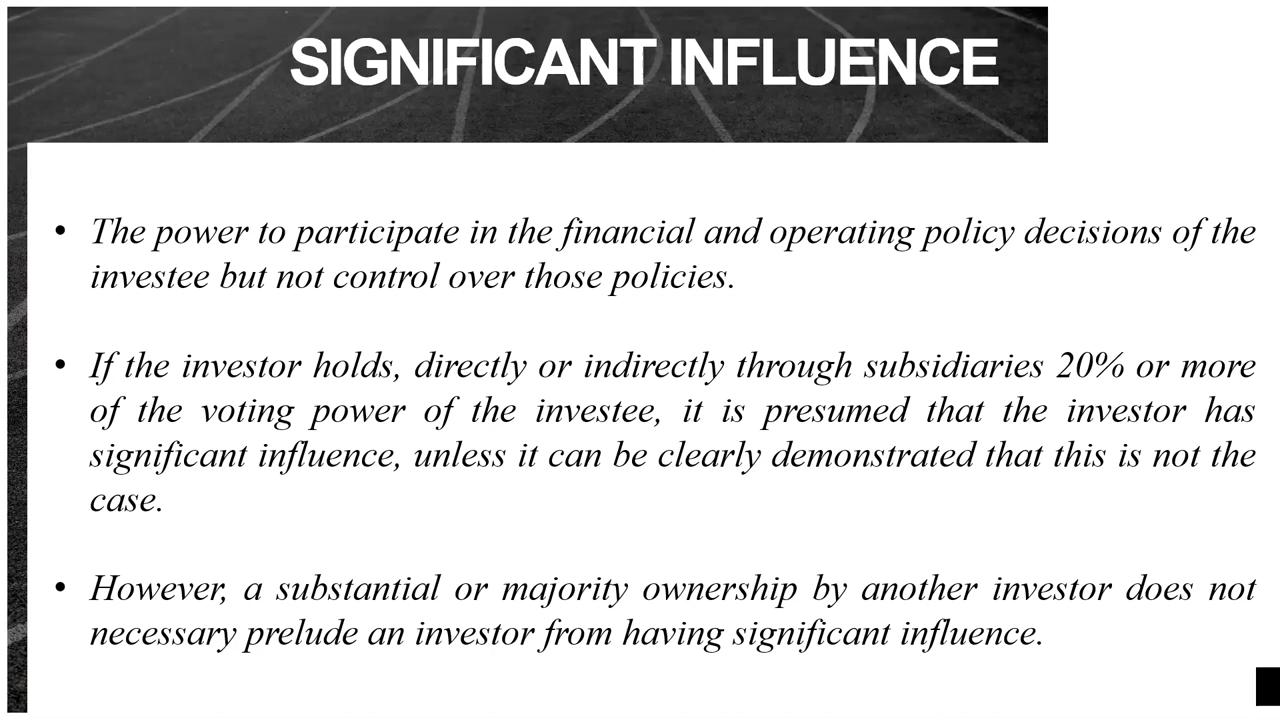 SIGNIFICANT INFLUENCE
• The power to participate in the financial and operating policy decisions of the
investee but not control over those policies.
• If the investor holds, directly or indirectly through subsidiaries 20% or more
of the voting power of the investee, it is presumed that the investor has
significant influence, unless it can be clearly demonstrated that this is not the
case.
• However, a substantial or majority ownership by another investor does not
necessary prelude an investor from having significant influence.